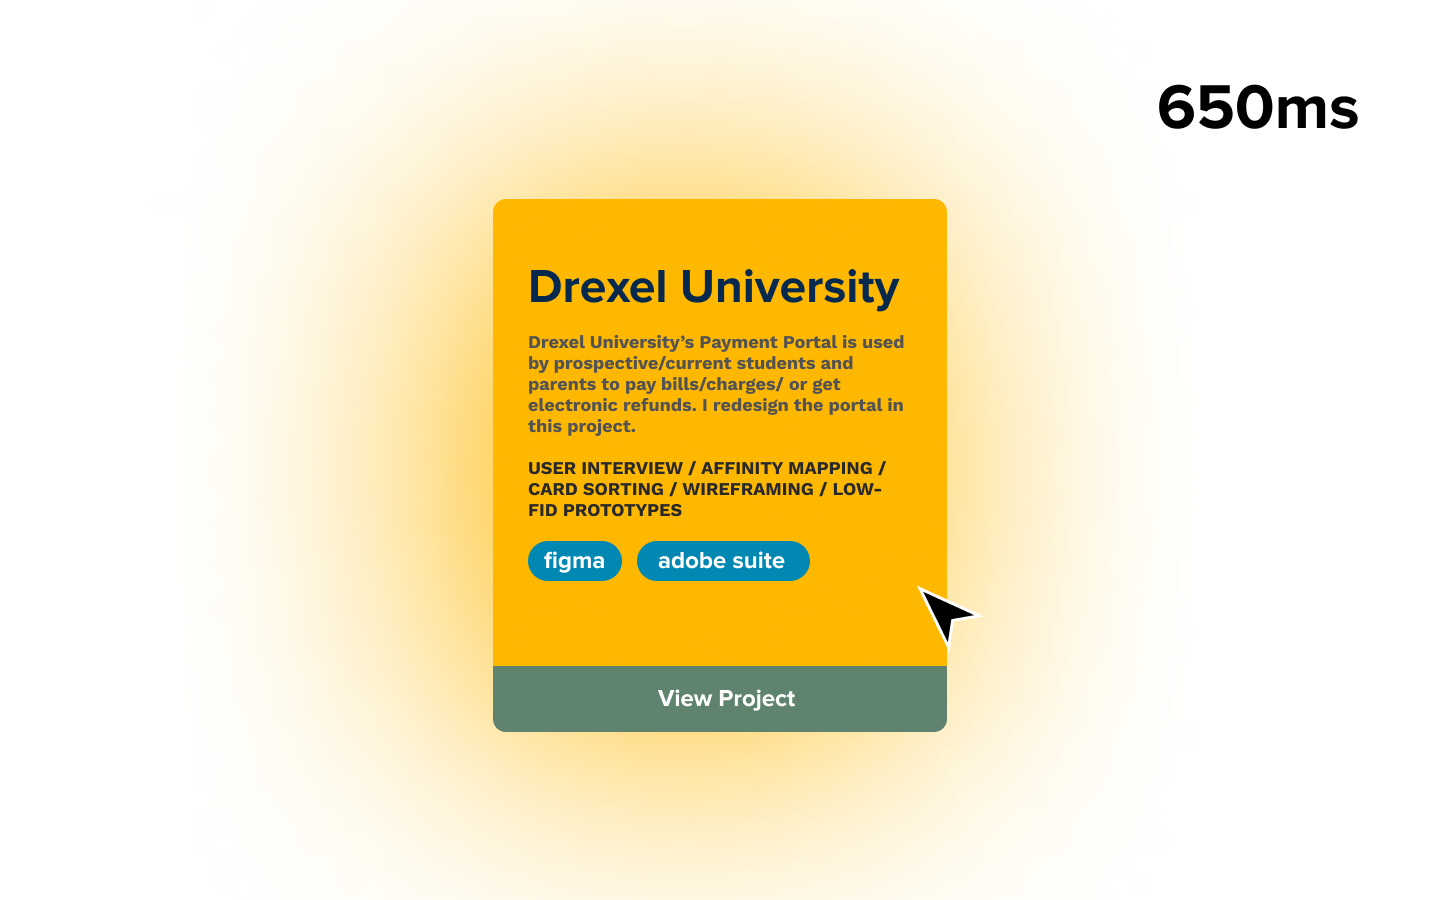 650ms
Drexel University
Drexel University’s Payment Portal is used
by prospective/current students and
parents to pay bills/charges/ or get
electronic refunds. I redesign the portal in
this project.
USER INTERVIEW / AFFINITY MAPPING /
CARD SORTING / WIREFRAMING / LOW-
FID PROTOTYPES
figma adobe suite
View Project